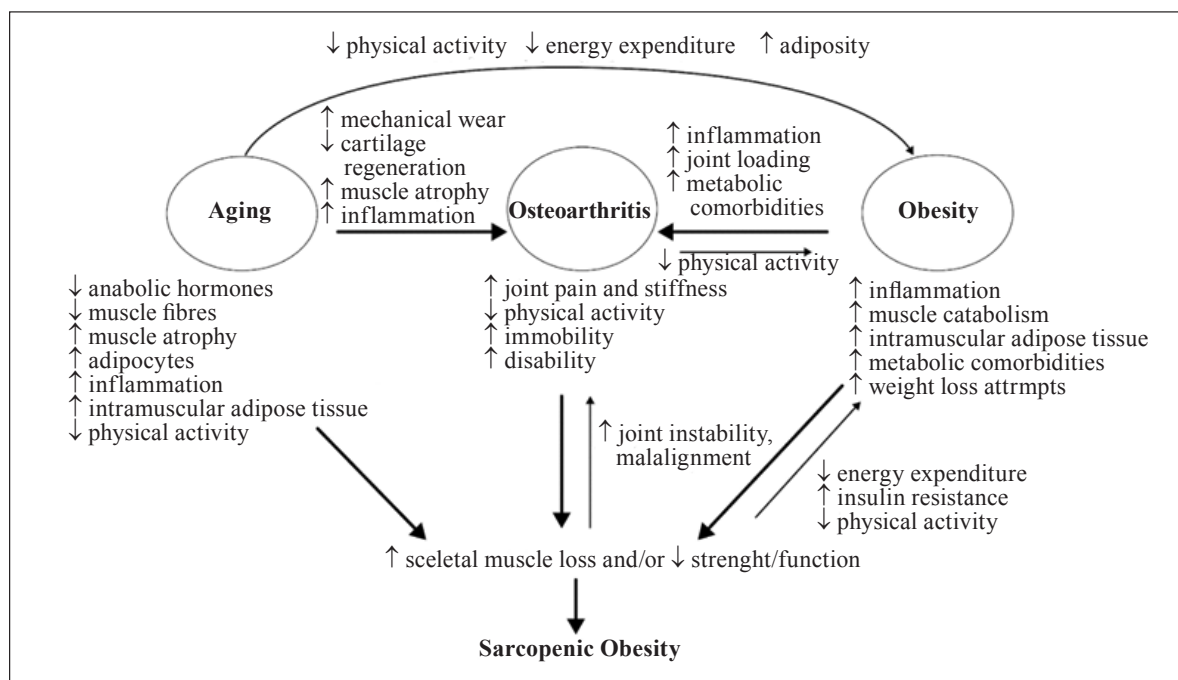 ↓ physical activity ↓ energy expenditure ↑ adiposity
↑ mechanical wear
↓ cartilage
regeneration
↑ muscle atrophy
↑ inflammation
↑ inflammation
↑ joint loading
↑ metabolic
comorbidities
Aging
Osteoarthritis
Obesity
↓ physical activity
↓ anabolic hormones
↓ muscle fibres
↑ muscle atrophy
↑ adipocytes
↑ inflammation
↑ intramuscular adipose tissue
↓ physical activity
↑ joint pain and stiffness
↓ physical activity
↑ immobility
↑ disability
↑ inflammation
↑ muscle catabolism
↑ intramuscular adipose tissue
↑ metabolic comorbidities
↑ weight loss attrmpts
↑ joint instability,
malalignment
↓ energy expenditure
↑ insulin resistance
↓ physical activity
↑ sceletal muscle loss and/or ↓ strenght/function
Sarcopenic Obesity